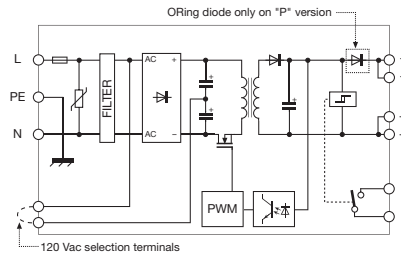 ORing diode only on "P" version
L
AC
+
AC
−
PE
FILTER
N
PWM
120 Vac selection terminals
+
+